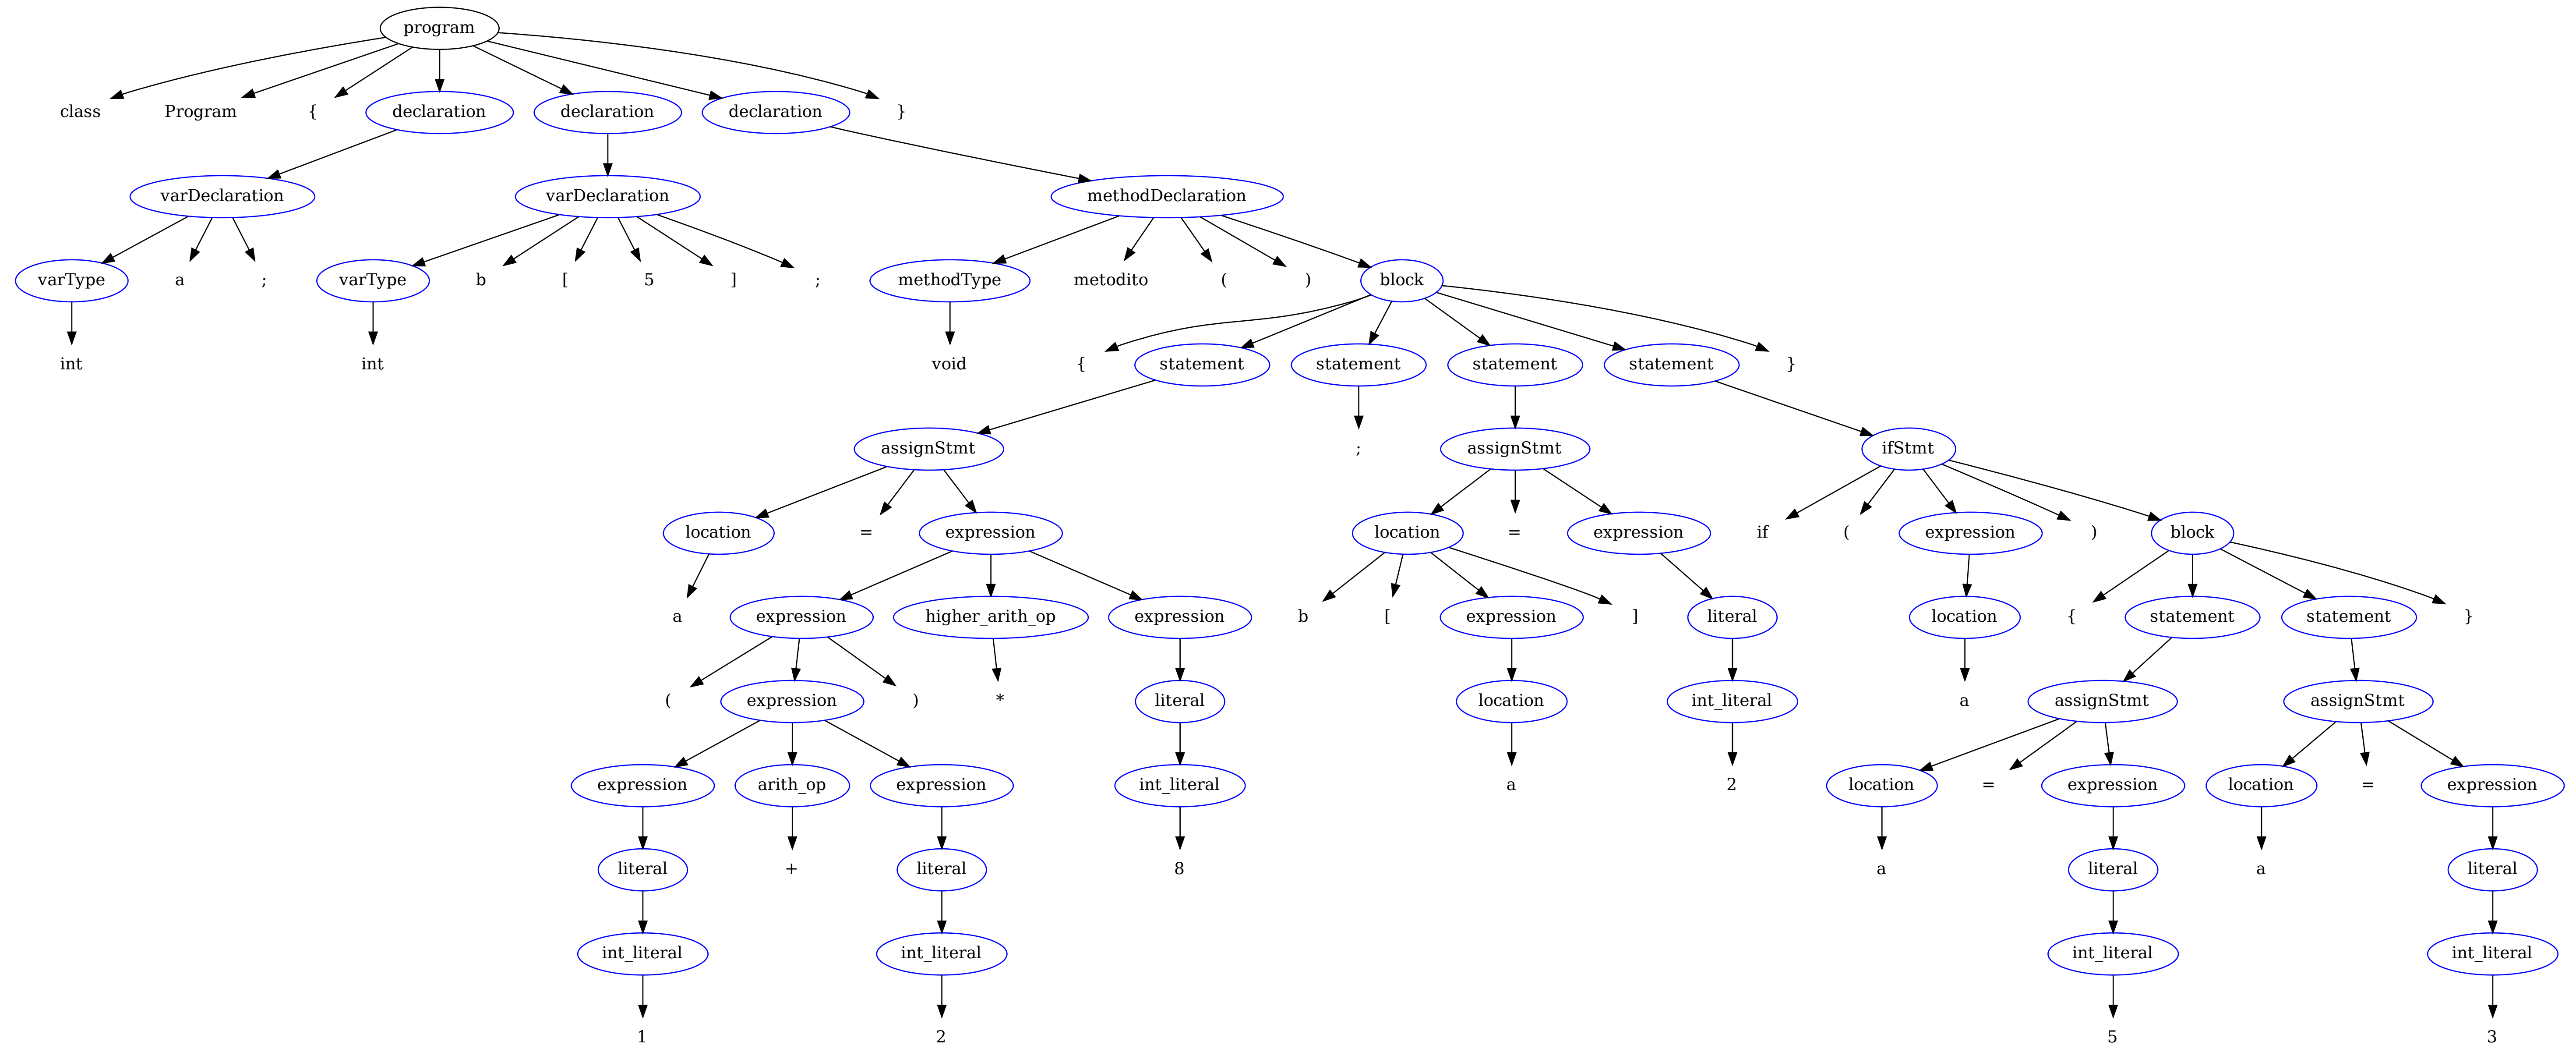 program
class Program { declaration declaration declaration }
varDeclaration varDeclaration methodDeclaration
varType a ; varType b [ 5 ] ; methodType metodito ( ) block
int int void { statement statement statement statement }
assignStmt ; assignStmt ifStmt
location = expression location = expression if ( expression ) block
a expression higher_arith_op expression b [ expression ] literal location { statement statement }
( expression ) * literal location int_literal a assignStmt assignStmt
expression arith_op expression int_literal a 2 location = expression location = expression
literal + literal 8 a literal a literal
int_literal int_literal int_literal int_literal
1 2 5 3